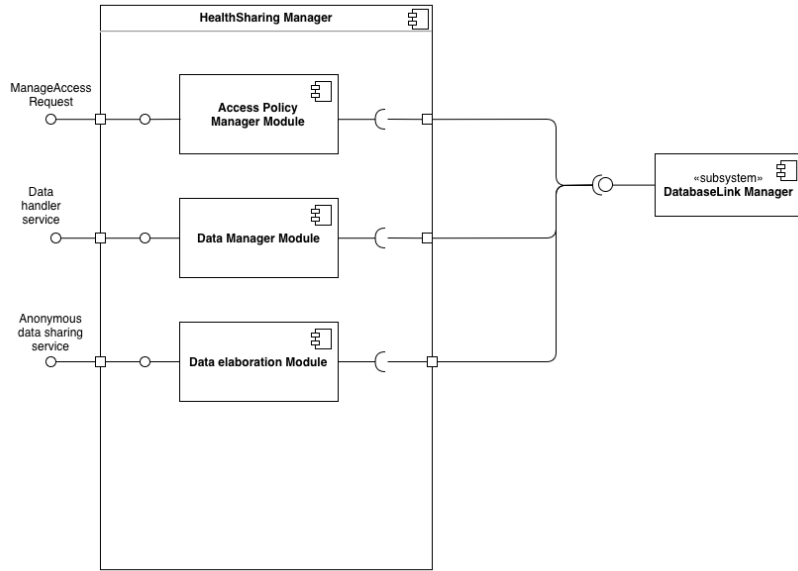 HealthSharing Manager
ManageAccess
Request
Access Policy
Manager Module
Data
handler
service
Data Manager Module
«subsystem»
DatabaseLink Manager
Anonymous
data sharing
service
Data elaboration Module